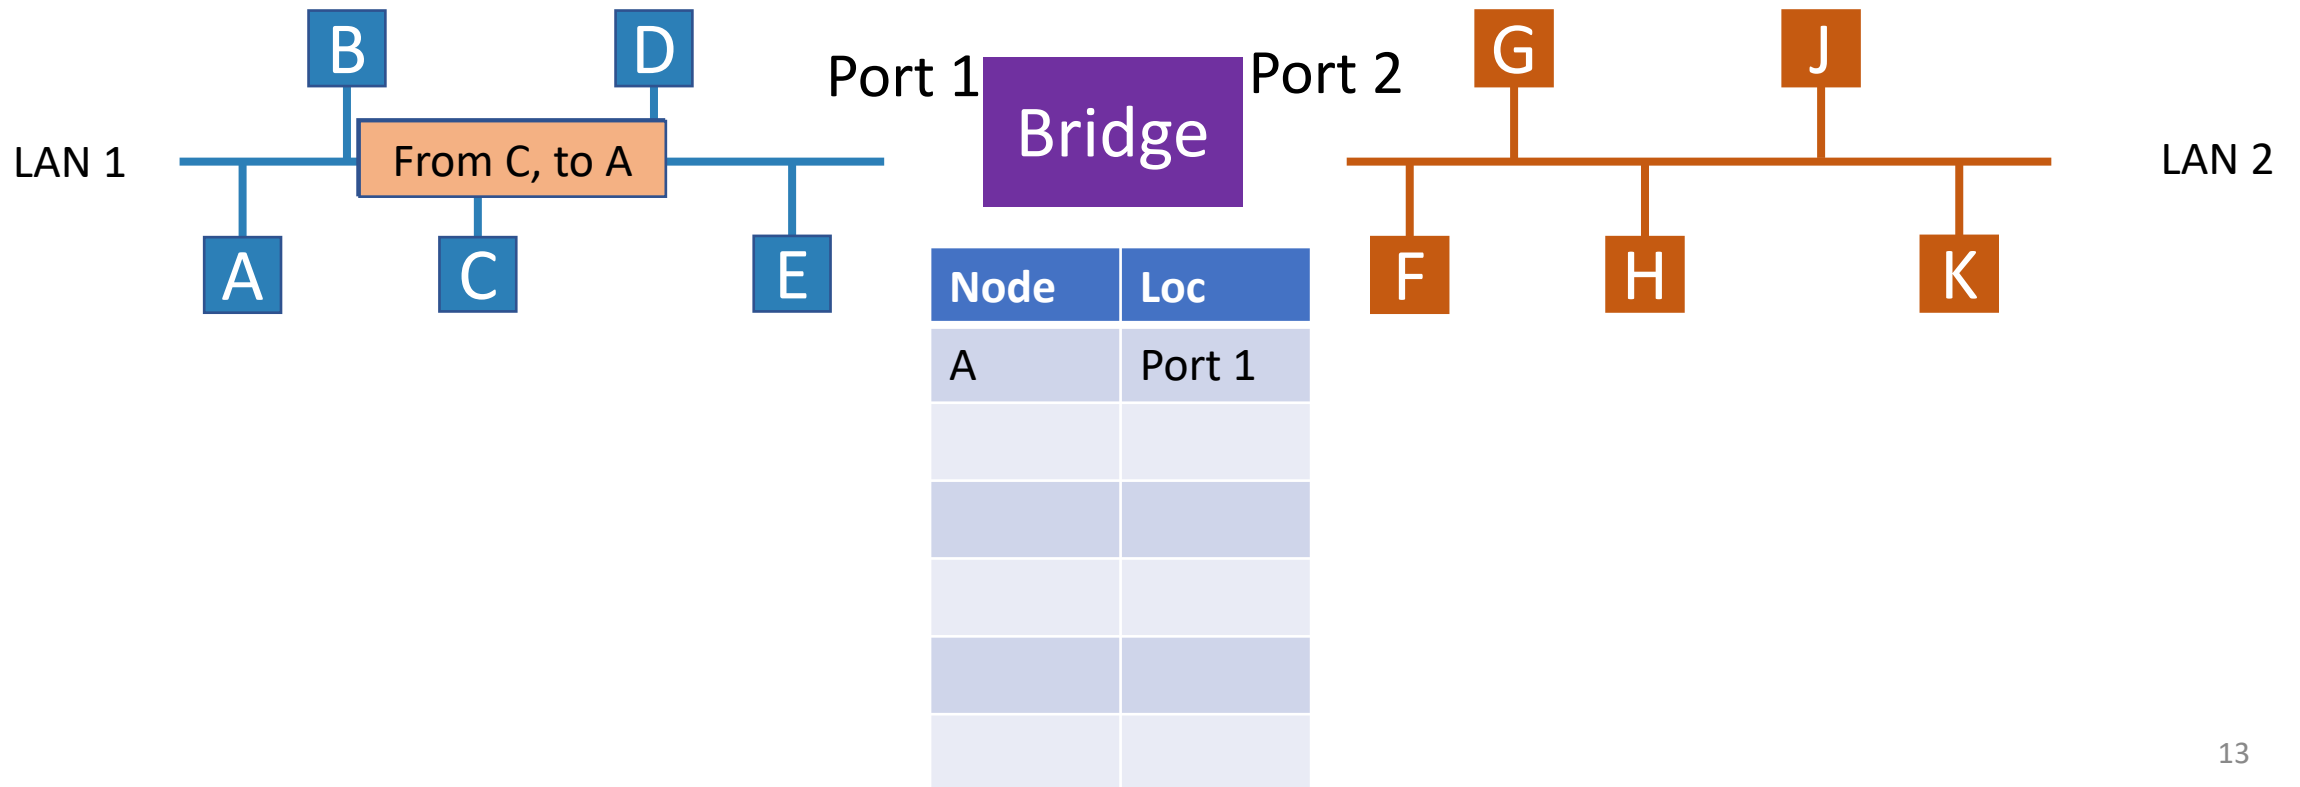 B
D
G
J
Port 1
Port 2
Bridge
LAN 1
From C, to A
LAN 2
A
C
E
F
H
K
Node Loc
A Port 1
13